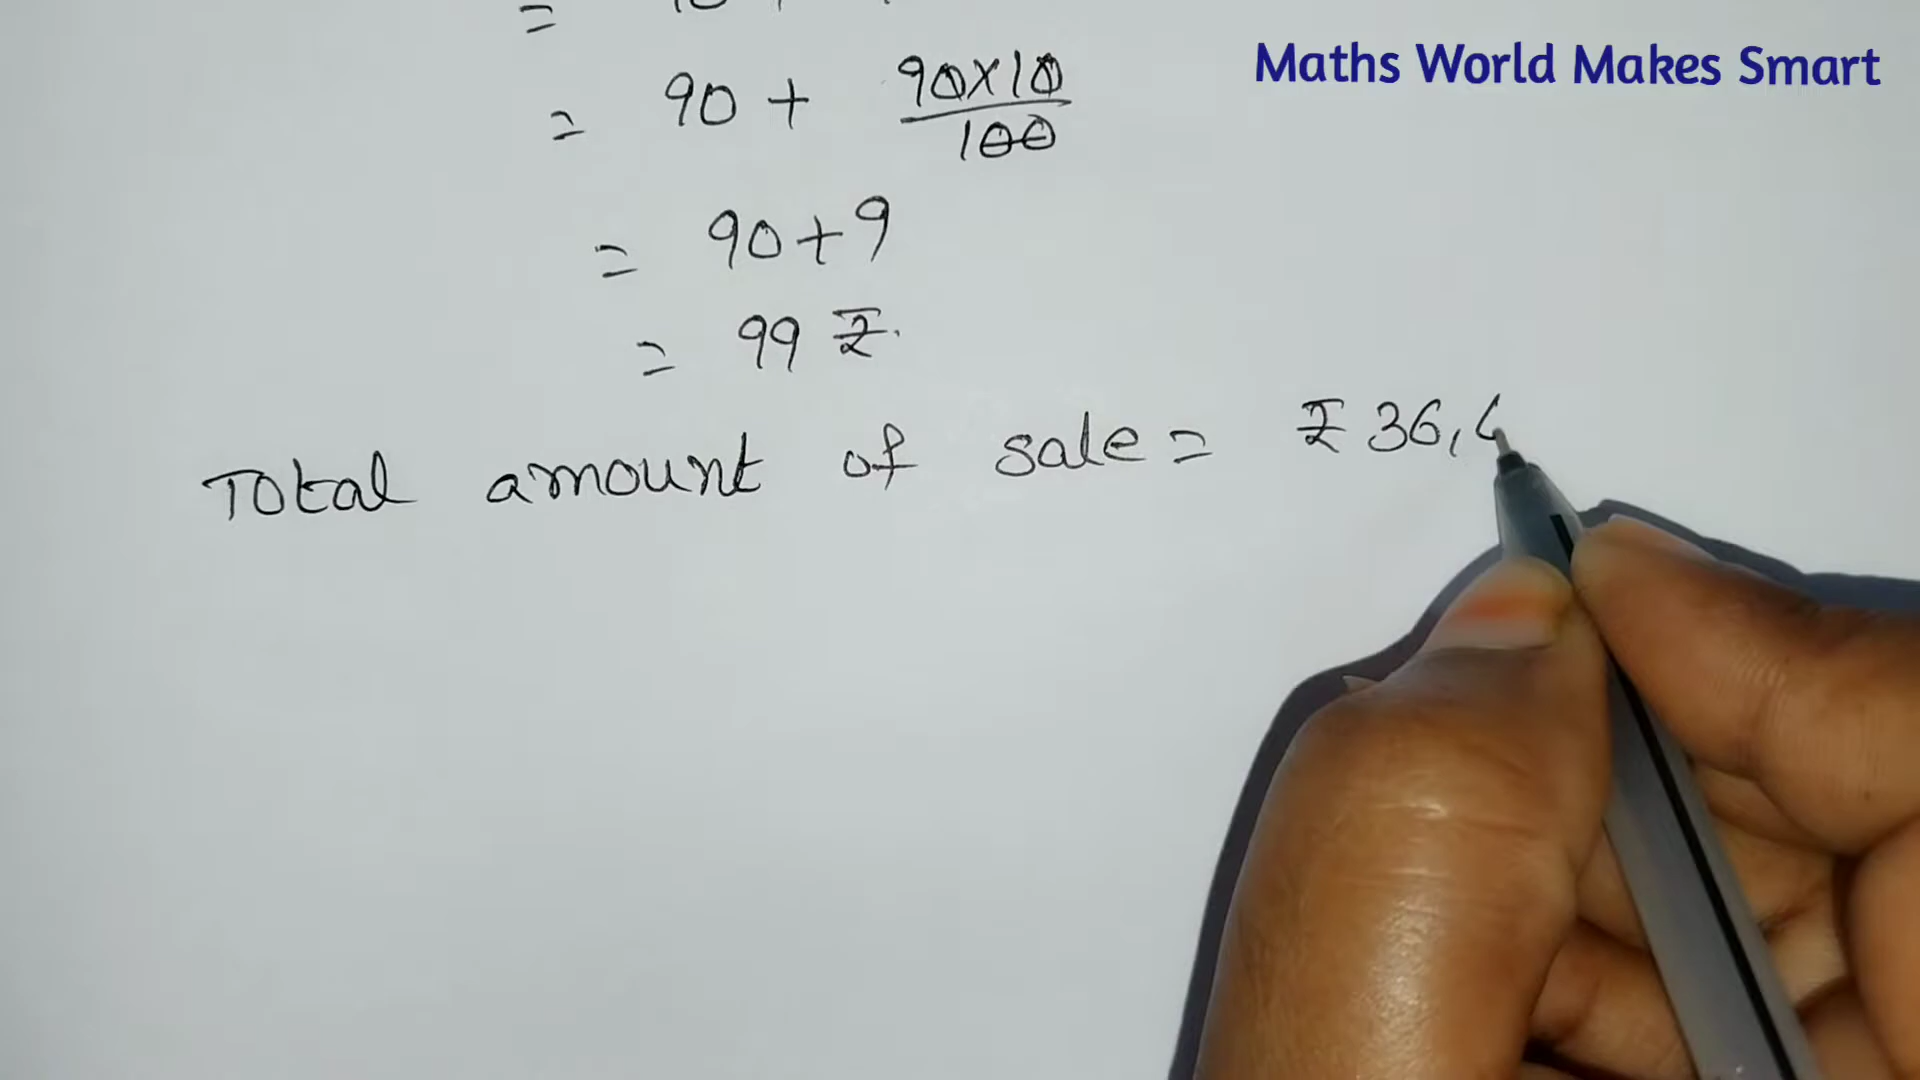 Maths World Makes Smart
=
= 90 + 90×10/100
= 90+9
= 99 ₹.
Total amount of sale = ₹ 36,